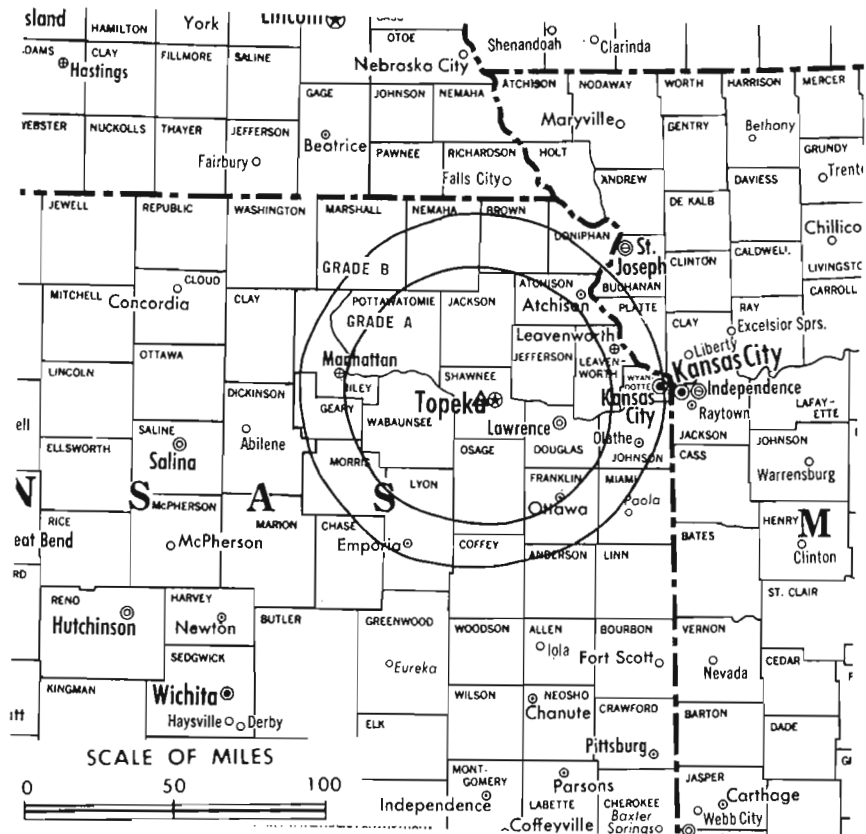 sland
HAMILTON
York
Lincoln
OTOE
Nebraska City
Shenandoah
Clarinda
CLAY
Hastings
FILLMORE
SALINE
GAGE
JOHNSON
NEMAHA
ATCHISON
NODAWAY
WORTH
HARRISON
MERCER
Maryville
GENTRY
Bethany
NUCKOLLS
THAYER
JEFFERSON
Fairbury
Beatrice
PAWNEE
RICHARDSON
HOLT
Falls City
ANDREW
DAVIESS
GRUNDY
Trent
JEWELL
REPUBLIC
WASHINGTON
MARSHALL
NEMAHA
BROWN
DONIPHAN
DE KALB
Chillico
St.
Joseph
CLINTON
CALDWELL
LIVINGSTO
GRADE B
CLOUD
Concordia
MITCHELL
CLAY
POTTAWATOMIE
JACKSON
ATCHISON
Atchison
BUCHANAN
PLATTE
CARROLL
RAY
CLAY
Excelsior Sprs.
GRADE A
OTTAWA
Manhattan
Leavenworth
JEFFERSON
LEAVEN-
WORTH
Liberty
Kansas City
LINCOLN
RILEY
SHAWNEE
WYAN-
DOTTE
Kansas
City
Independence
Raytown
LAFAY-
ETTE
DICKINSON
GEARY
WABAUNSEE
Topeka
Lawrence
DOUGLAS
Olathe
JOHNSON
JACKSON
JOHNSON
ell
SALINE
Salina
Abilene
ELLSWORTH
MORRIS
OSAGE
CASS
Warrensburg
LYON
FRANKLIN
MIAMI
N S A S
McPHERSON
MARION
CHASE
Ottawa
Paola
HENRY
M
RICE
eat Bend
McPherson
Emporia
COFFEY
ANDERSON
LINN
BATES
Clinton
RD
RENO
Hutchinson
HARVEY
Newton
BUTLER
GREENWOOD
WOODSON
ALLEN
Iola
BOURBON
Fort Scott
VERNON
Nevada
ST. CLAIR
CEDAR
SEDGWICK
Eureka
KINGMAN
Wichita
Haysville
Derby
WILSON
NEOSHO
Chanute
CRAWFORD
Pittsburg
BARTON
DADE
att
ELK
SCALE OF MILES
0 50 100
MONT-
GOMERY
Independence
Parsons
LABETTE
Coffeyville
CHEROKEE
Baxter
Springs
JASPER
Carthage
Webb City